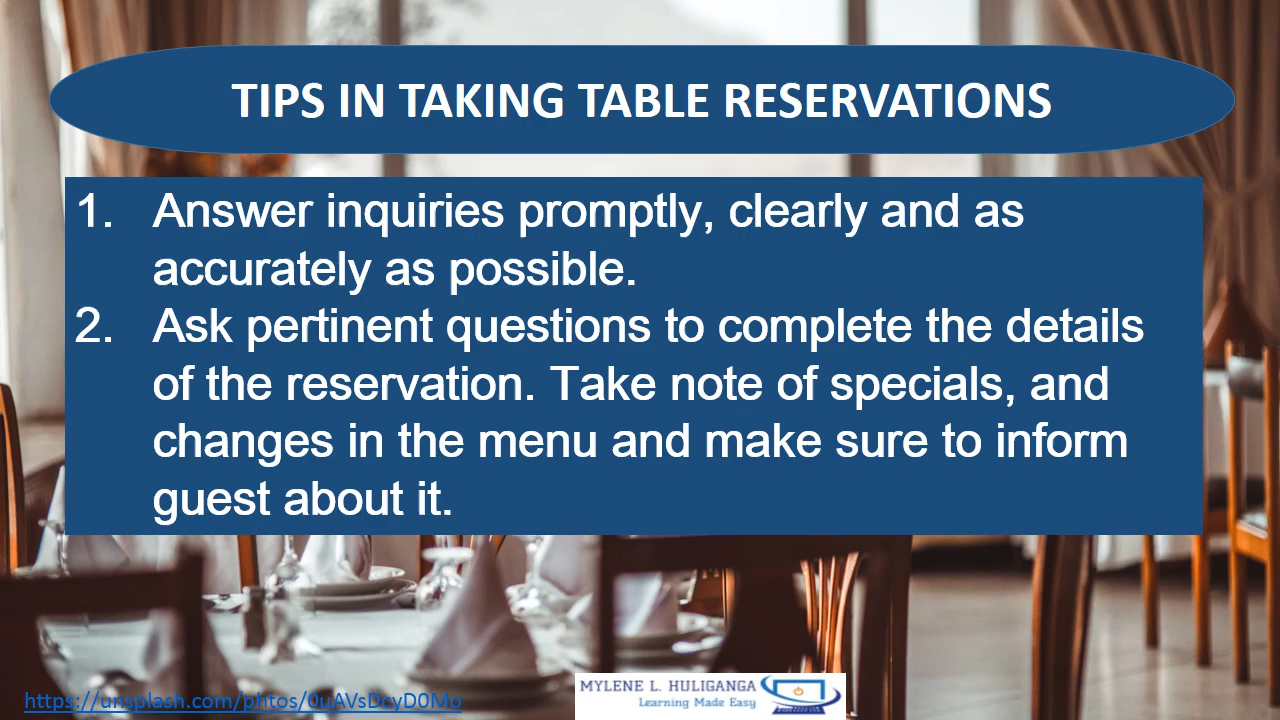 TIPS IN TAKING TABLE RESERVATIONS
1. Answer inquiries promptly, clearly and as
accurately as possible.
2. Ask pertinent questions to complete the details
of the reservation. Take note of specials, and
changes in the menu and make sure to inform
guest about it.
https://unsplash.com/phtos/0uAVsDcyD0Mo
MYLENE L. HULIGANGA
Learning Made Easy